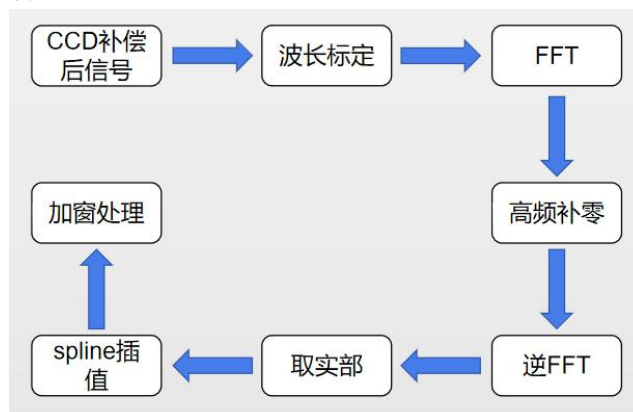 CCD补偿
后信号
波长标定
FFT
高频补零
逆FFT
取实部
spline插
值
加窗处理